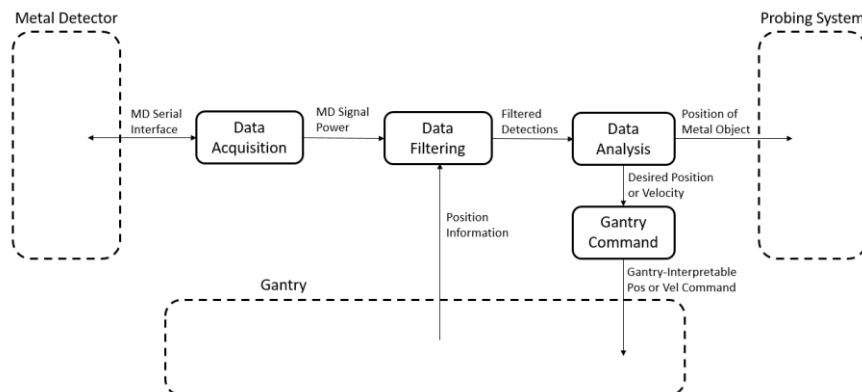 Metal Detector
Probing System
MD Serial
Interface
Data
Acquisition
MD Signal
Power
Data
Filtering
Filtered
Detections
Data
Analysis
Position of
Metal Object
Desired Position
or Velocity
Position
Information
Gantry
Command
Gantry-Interpretable
Pos or Vel Command
Gantry